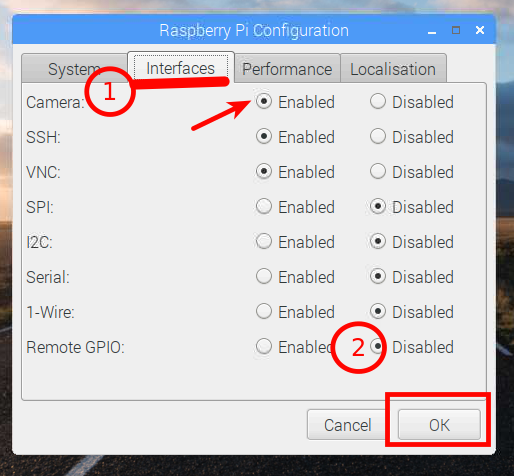 Raspberry Pi Configuration
System Interfaces Performance Localisation
1
Camera: Enabled Disabled
SSH: Enabled Disabled
VNC: Enabled Disabled
SPI: Enabled Disabled
I2C: Enabled Disabled
Serial: Enabled Disabled
1-Wire: Enabled Disabled
Remote GPIO: Enabled 2 Disabled
Cancel OK